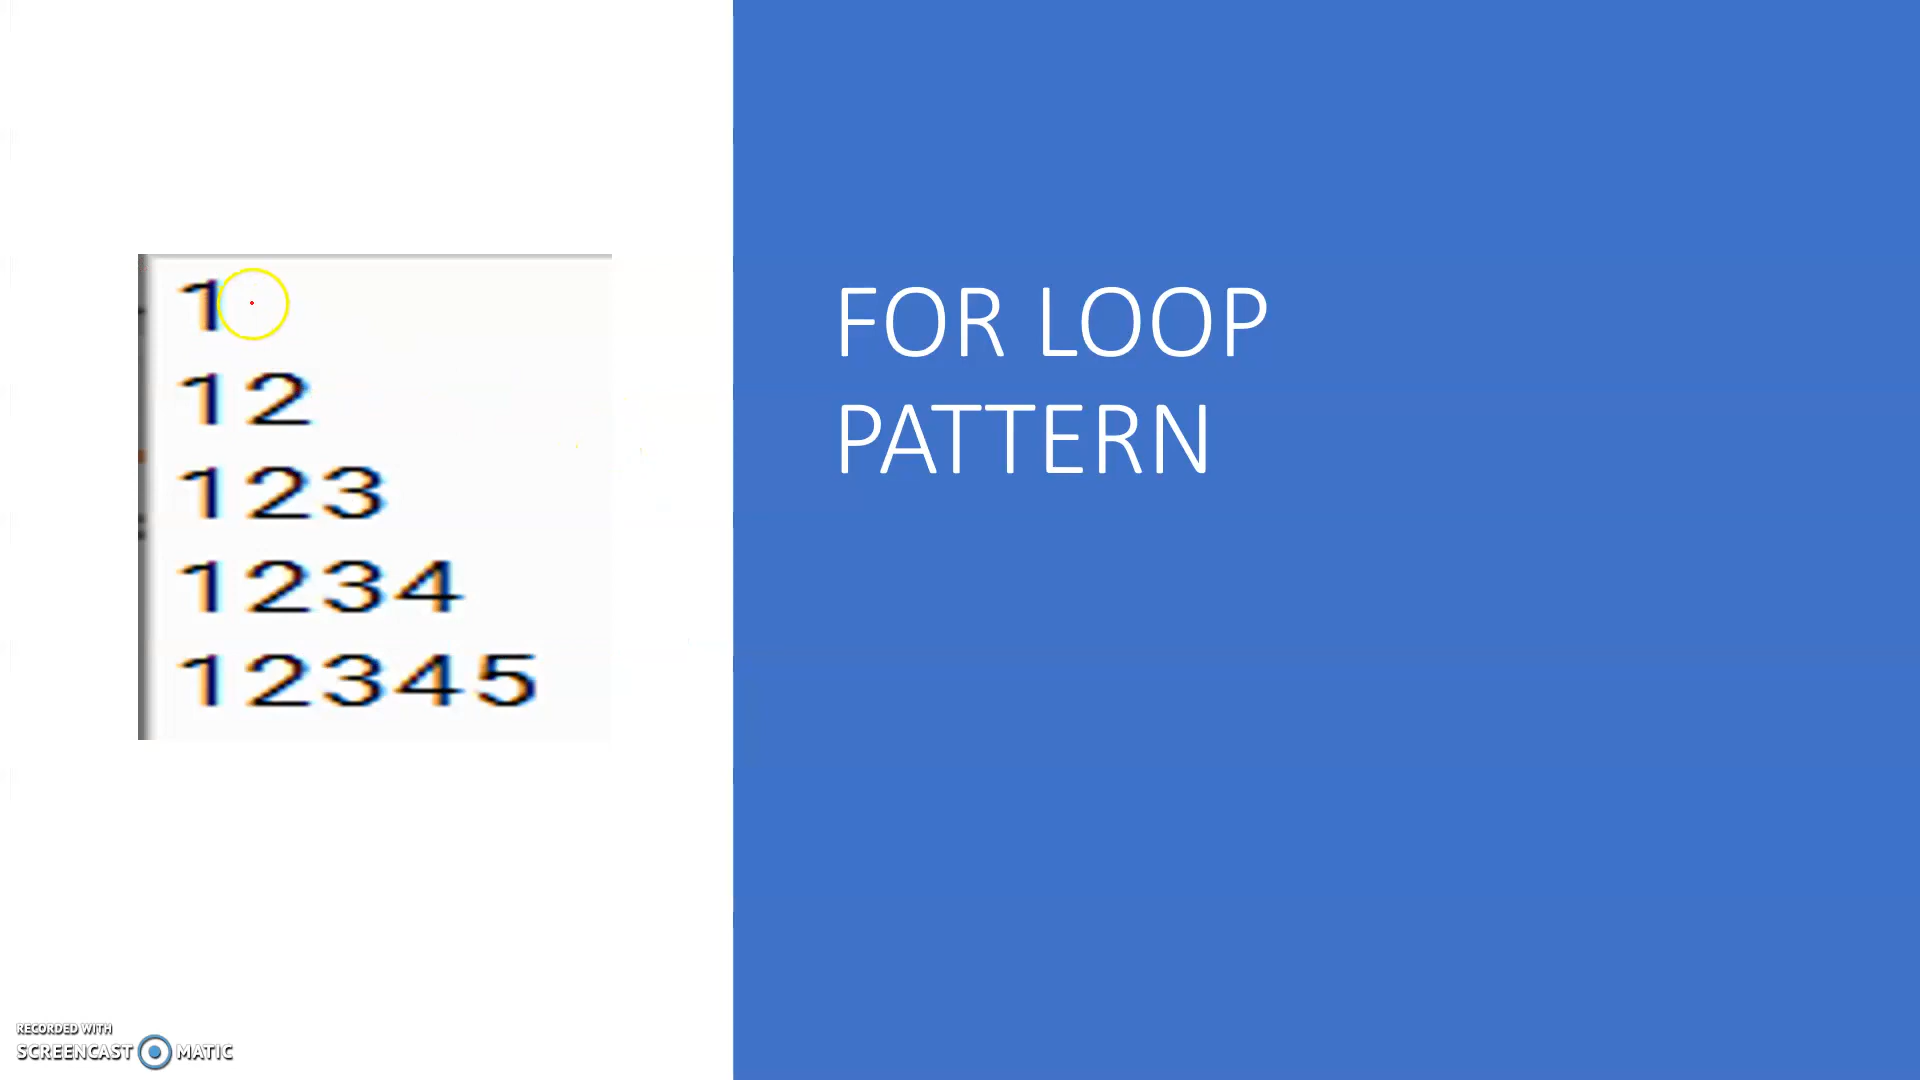 1
12
123
1234
12345
FOR LOOP
PATTERN
RECORDED WITH
SCREENCAST MATIC